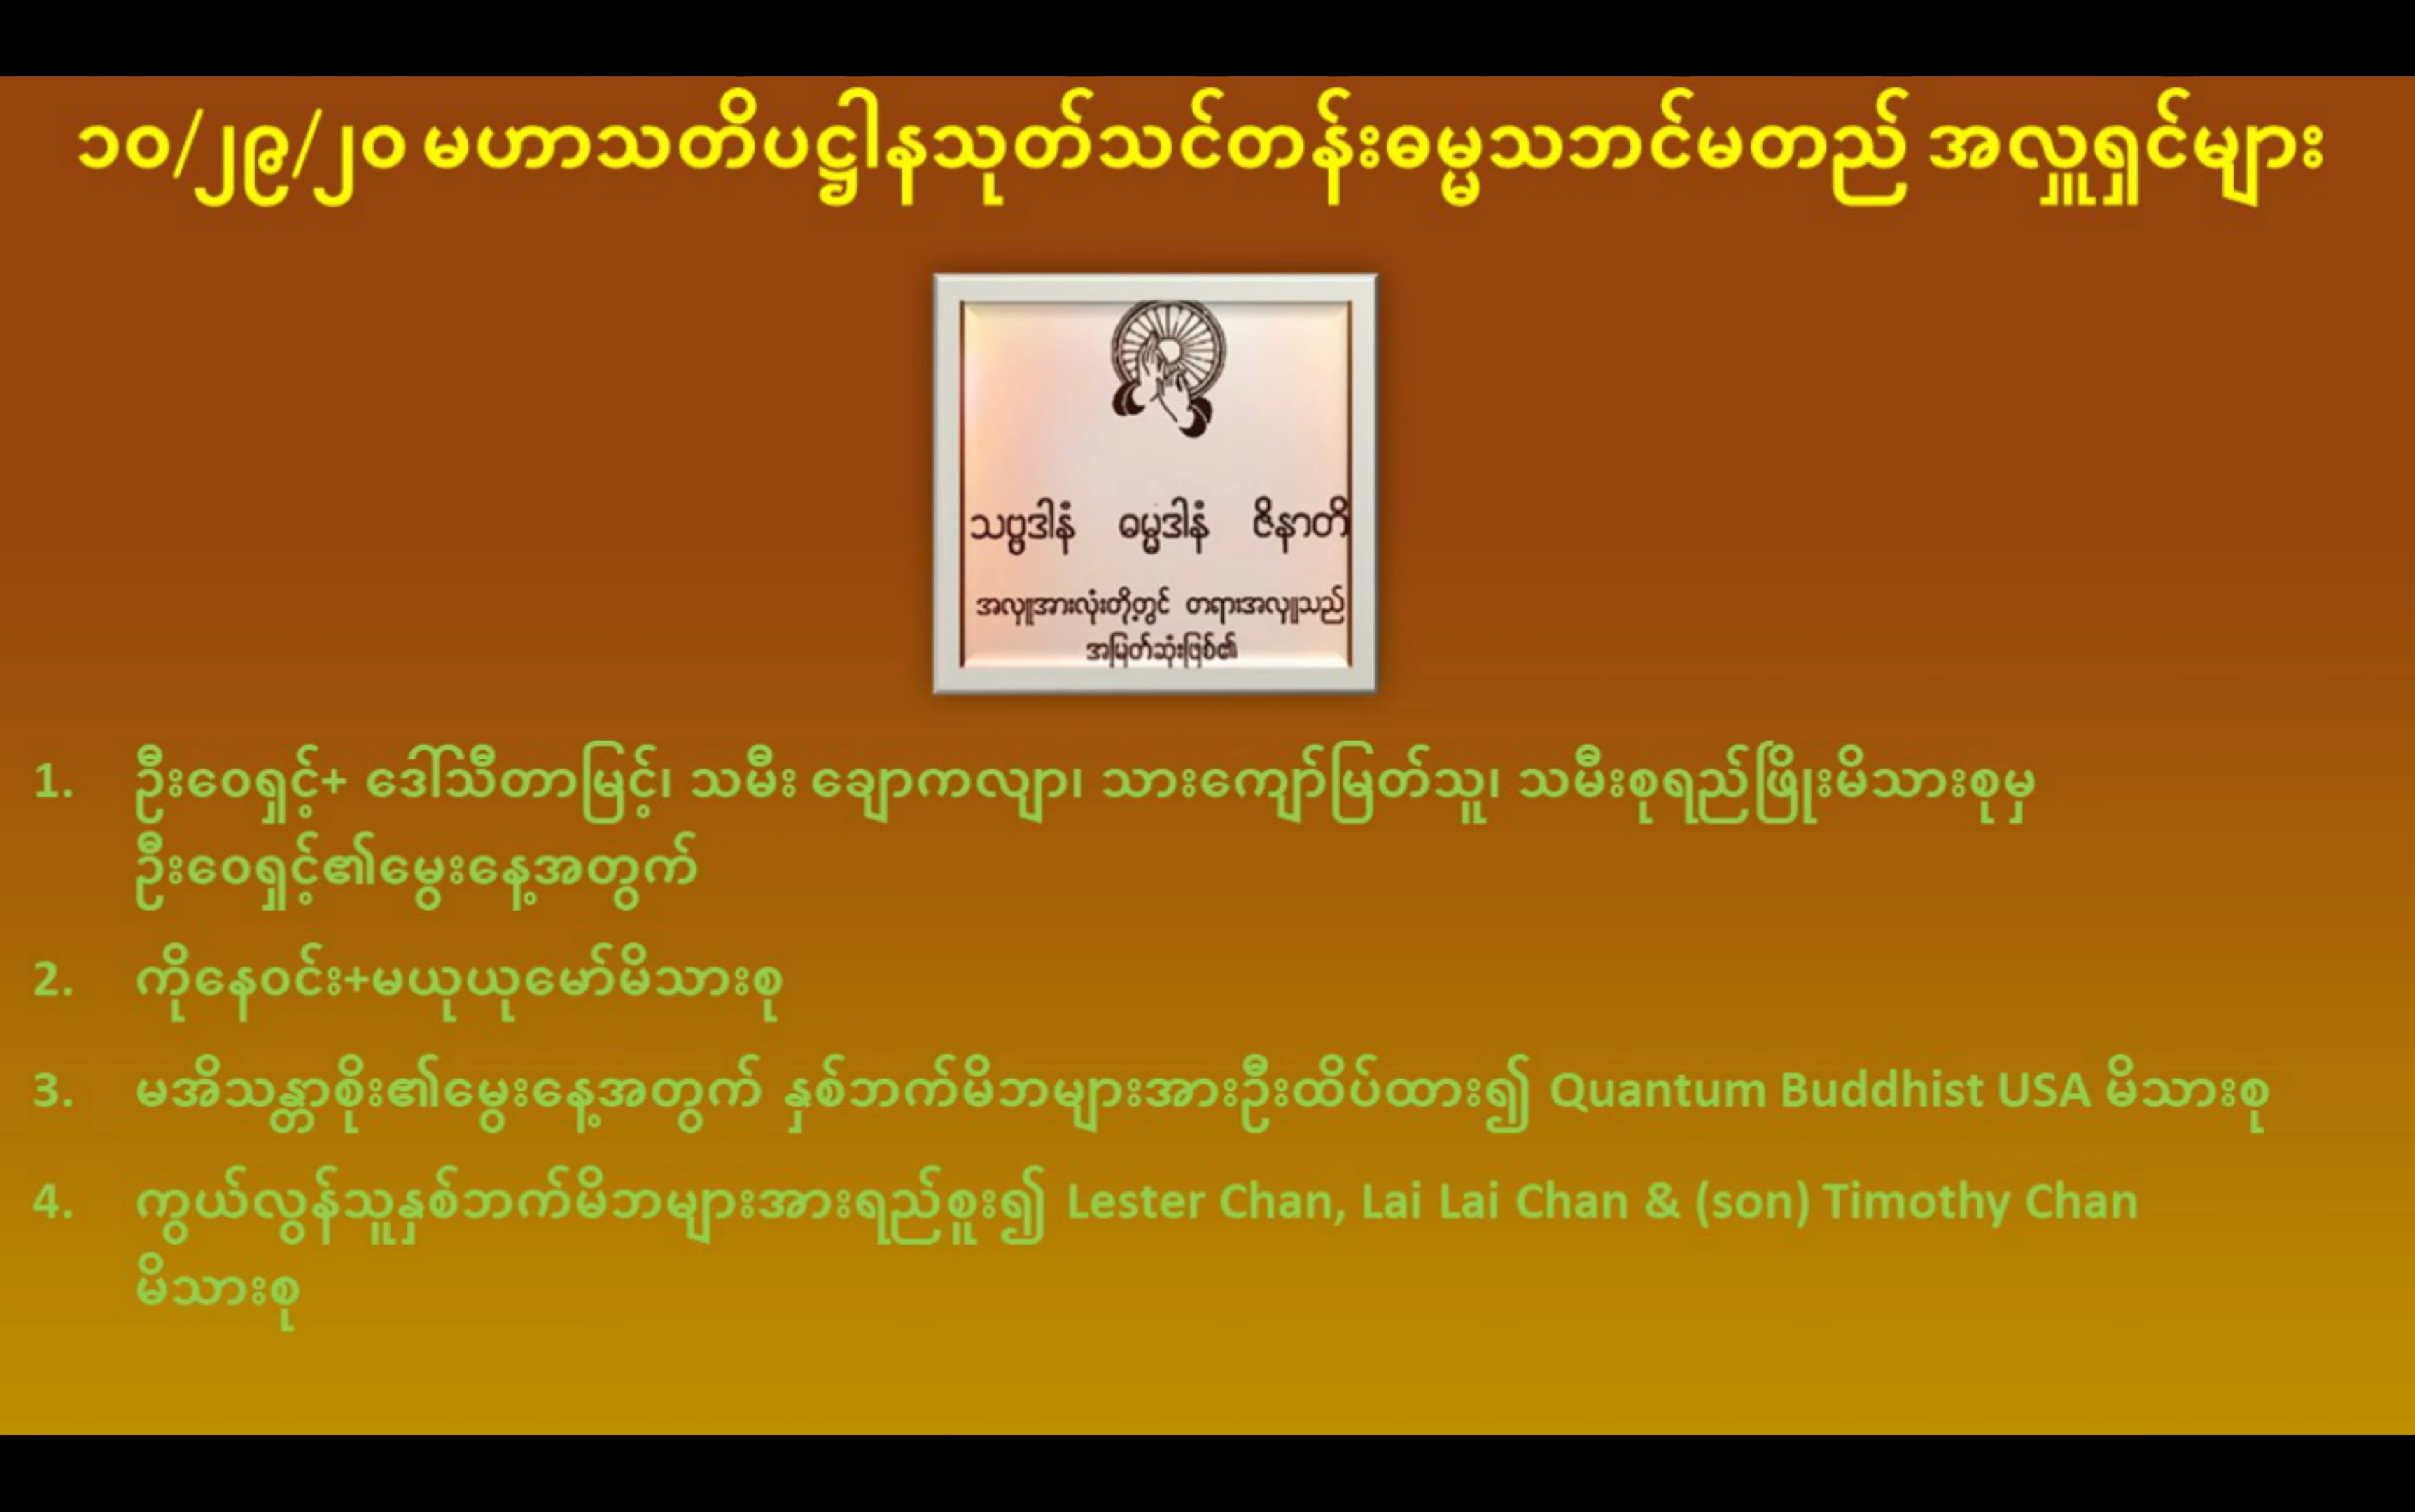 ၁၀/၂၉/၂၀ မဟာသတိပဋ္ဌါနသုတ်သင်တန်းဓမ္မသဘင်မတည် အလှူရှင်များ
သဗ္ဗဒါနံ ဓမ္မဒါနံ ဇိနာတိ
အလှူအားလုံးတို့တွင် တရားအလှူသည်
အမြတ်ဆုံးဖြစ်၏
1. ဦးဝေရှင့်+ ဒေါ်သီတာမြင့်၊ သမီး ချောကလျာ၊ သားကျော်မြတ်သူ၊ သမီးစုရည်ဖြိုးမိသားစုမှ
ဦးဝေရှင့်၏မွေးနေ့အတွက်
2. ကိုနေဝင်း+မယုယုမော်မိသားစု
3. မအိသန္တာစိုး၏မွေးနေ့အတွက် နှစ်ဘက်မိဘများအားဦးထိပ်ထား၍ Quantum Buddhist USA မိသားစု
4. ကွယ်လွန်သူနှစ်ဘက်မိဘများအားရည်စူး၍ Lester Chan, Lai Lai Chan & (son) Timothy Chan
မိသားစု